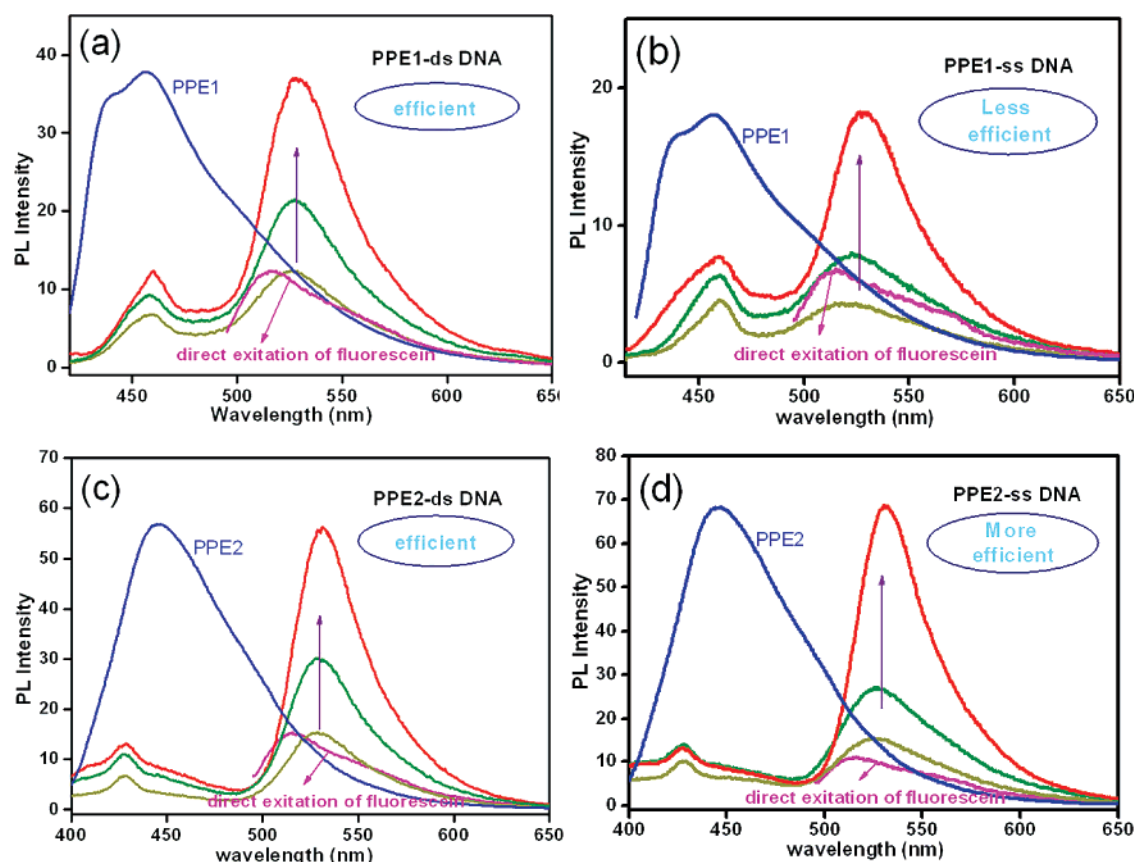 (a)
PPE1-ds DNA
efficient
PPE1
direct exitation of fluorescein
PL Intensity
40
30
20
10
0
450 500 550 600 650
Wavelength (nm)
(b)
PPE1-ss DNA
Less
efficient
PPE1
direct exitation of fluorescein
PL Intensity
20
10
0
450 500 550 600 650
wavelength (nm)
(c)
PPE2-ds DNA
efficient
PPE2
direct exitation of fluorescein
PL Intensity
70
60
50
40
30
20
10
0
400 450 500 550 600 650
wavelength (nm)
(d)
PPE2-ss DNA
More
efficient
PPE2
direct exitation of fluorescein
PL Intensity
80
70
60
50
40
30
20
10
0
400 450 500 550 600 650
wavelength (nm)